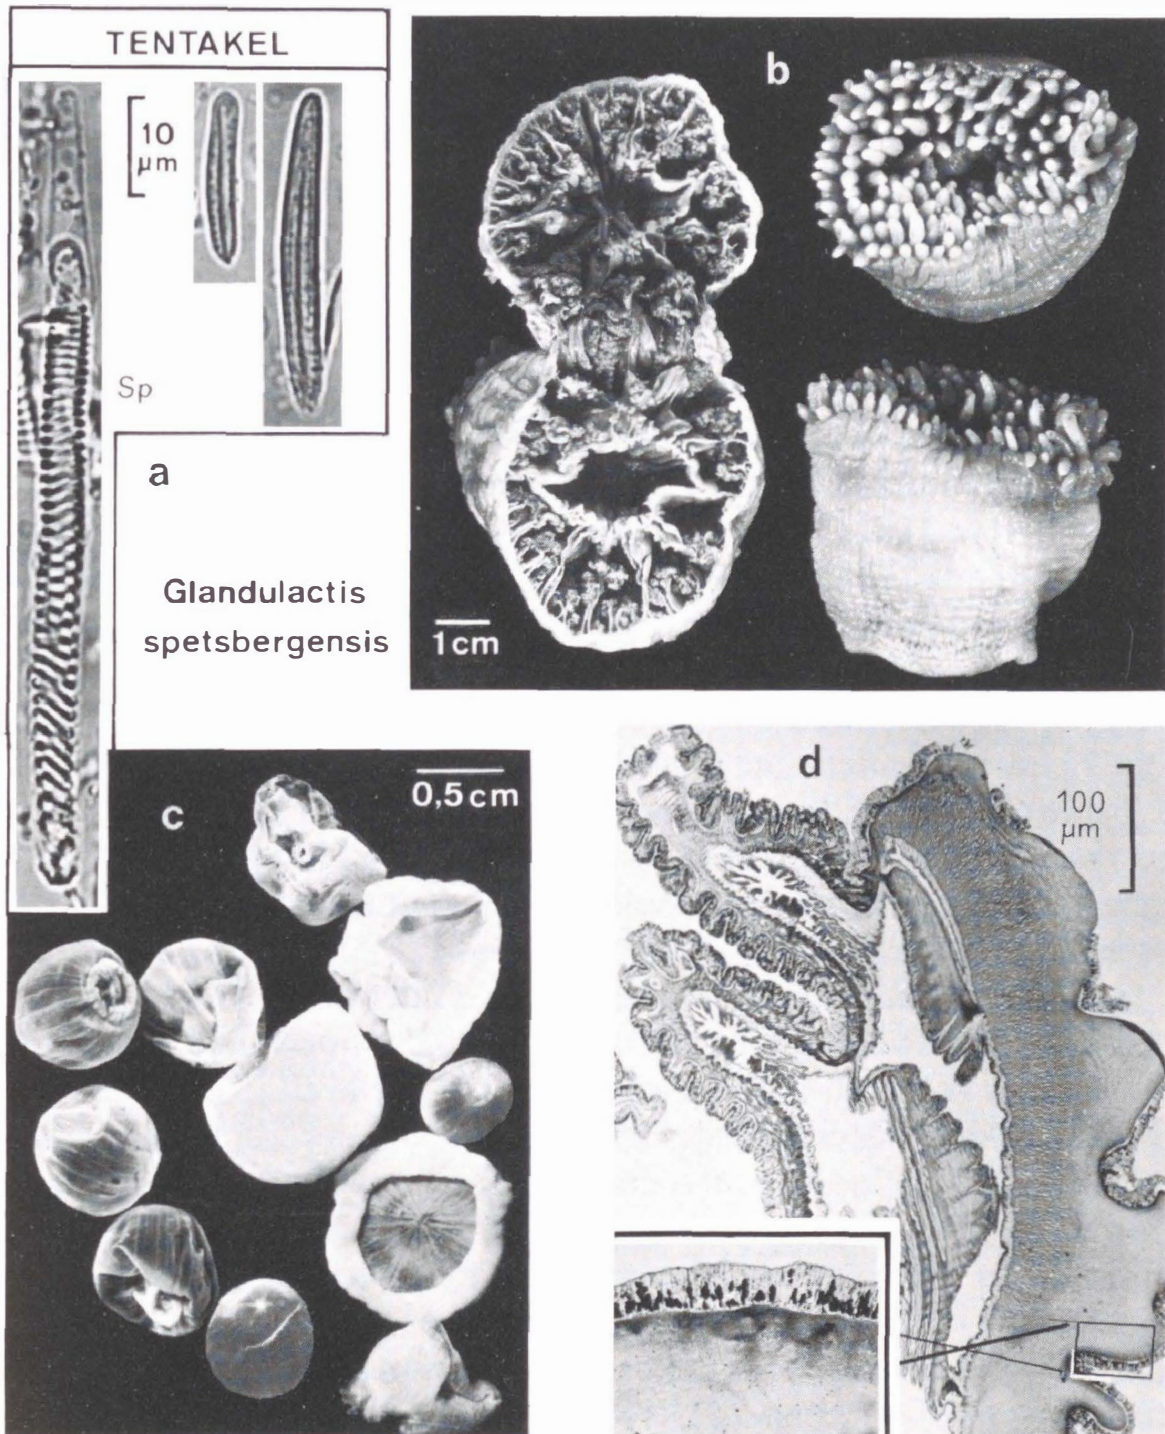 TENTAKEL
10
µm
Sp
a
Glandulactis
spetsbergensis
b
1cm
c
0,5cm
d
100
µm